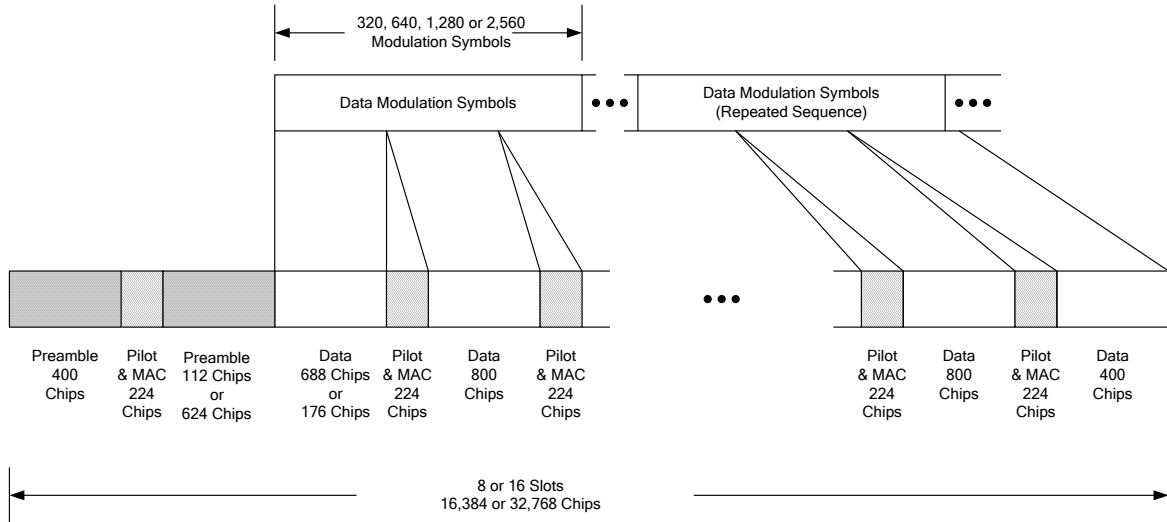 320, 640, 1,280 or 2,560
Modulation Symbols
Data Modulation Symbols
Data Modulation Symbols
(Repeated Sequence)
Preamble
400
Chips
Pilot
& MAC
224
Chips
Preamble
112 Chips
or
624 Chips
Data
688 Chips
or
176 Chips
Pilot
& MAC
224
Chips
Data
800
Chips
Pilot
& MAC
224
Chips
Pilot
& MAC
224
Chips
Data
800
Chips
Pilot
& MAC
224
Chips
Data
400
Chips
8 or 16 Slots
16,384 or 32,768 Chips